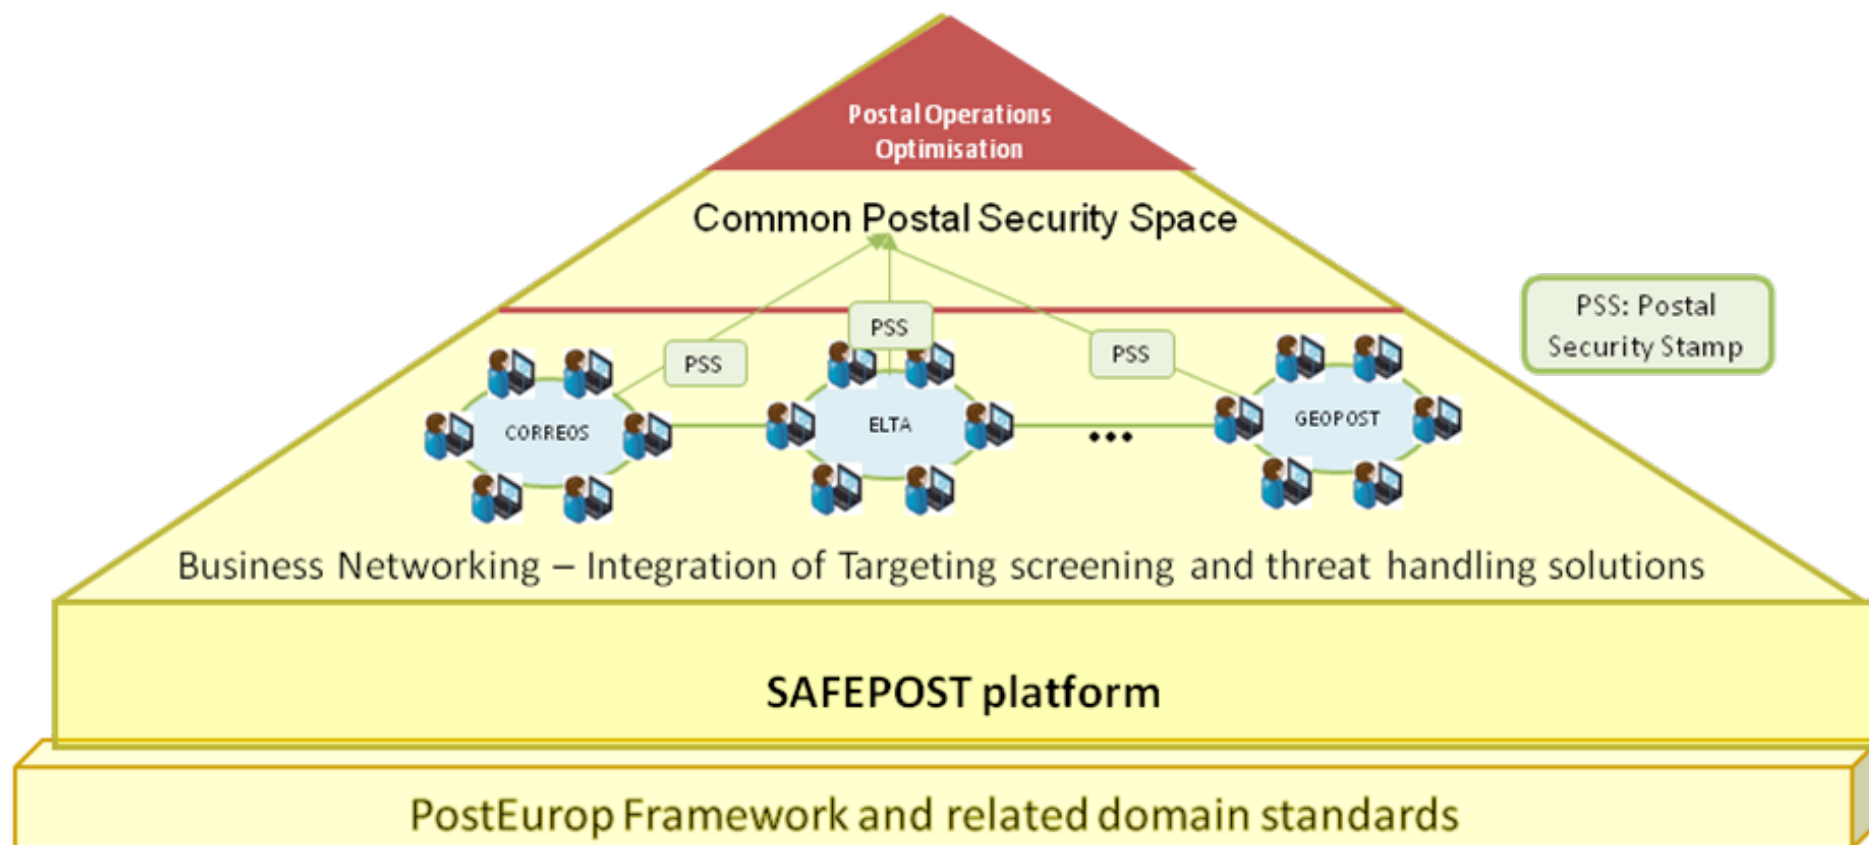 Postal Operations
Optimisation
Common Postal Security Space
PSS: Postal
Security Stamp
PSS
PSS
PSS
CORREOS
ELTA
...
GEOPOST
Business Networking – Integration of Targeting screening and threat handling solutions
SAFEPOST platform
PostEurop Framework and related domain standards